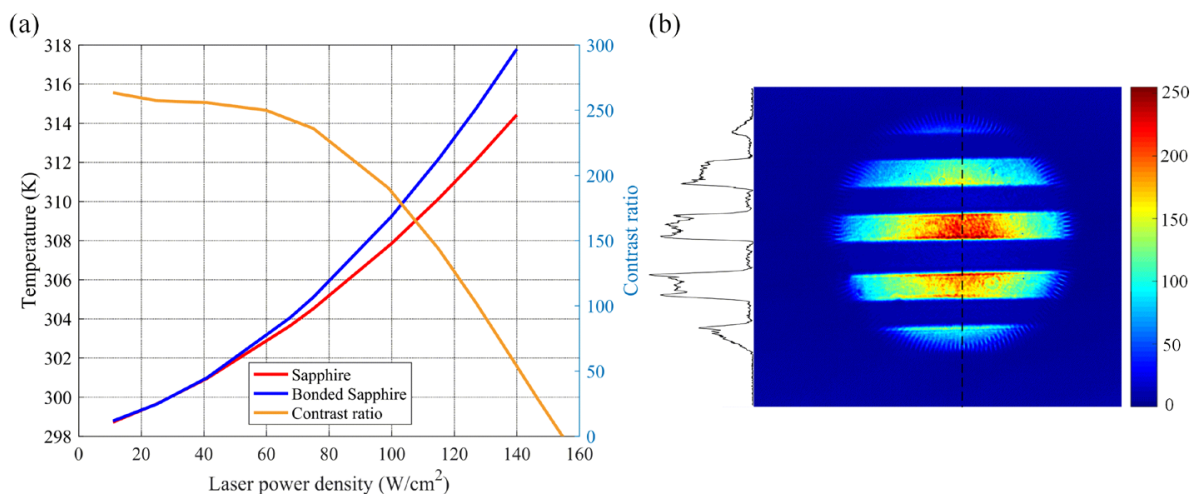 (a)
Temperature (K)
318
316
314
312
310
308
306
304
302
300
298
300
250
200
150
100
50
0
Contrast ratio
Sapphire
Bonded Sapphire
Contrast ratio
0 20 40 60 80 100 120 140 160
Laser power density (W/cm²)
(b)
250
200
150
100
50
0